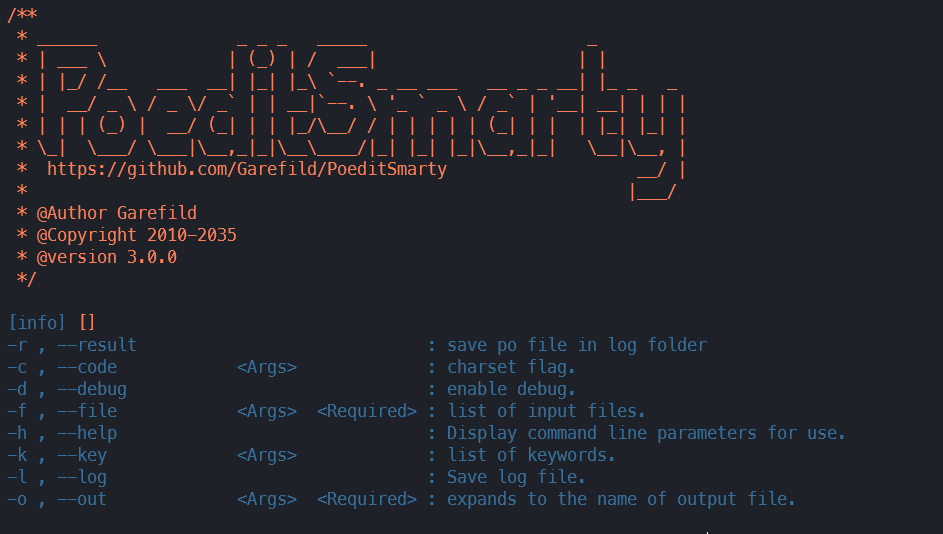 /**
 * ______              _ _ _   _____                      _
 * | ___ \            | (_) | /  ___|                    | |
 * | |_/ /__   ___  __| |_| |_\ `--. _ __ ___   __ _ _ __| |_ _   _
 * |  __/ _ \ / _ \/ _` | | __|`--. \ '_ ` _ \ / _` | '__| __| | | |
 * | | | (_) |  __/ (_| | | |_/\__/ / | | | | | (_| | |  | |_| |_| |
 * \_|  \___/ \___|\__,_|_|\__\____/|_| |_| |_|\__,_|_|   \__|\__, |
 *  https://github.com/Garefild/PoeditSmarty                   __/ |
 *                                                            |___/
 * @Author Garefild
 * @Copyright 2010-2035
 * @version 3.0.0
 */

[info] []
-r , --result                             : save po file in log folder
-c , --code            <Args>             : charset flag.
-d , --debug                              : enable debug.
-f , --file            <Args>  <Required> : list of input files.
-h , --help                               : Display command line parameters for use.
-k , --key             <Args>             : list of keywords.
-l , --log                                : Save log file.
-o , --out             <Args>  <Required> : expands to the name of output file.